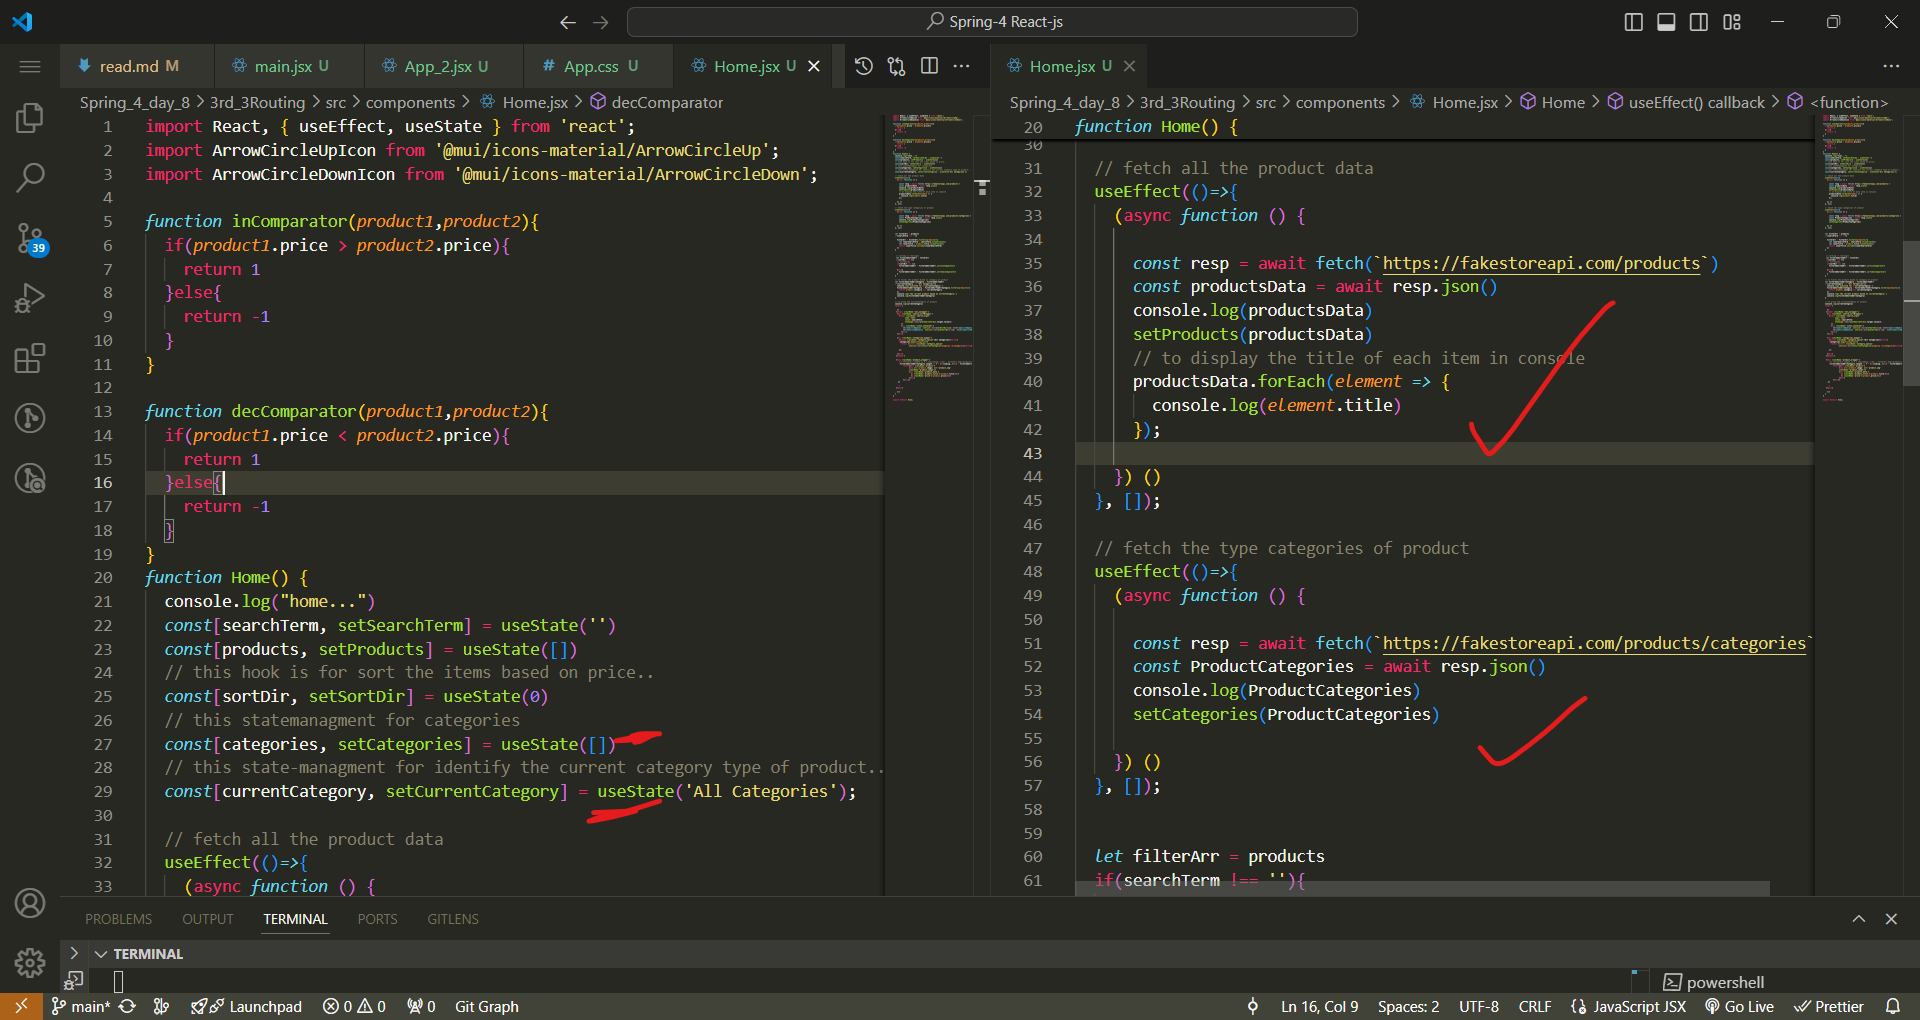 Spring-4 React-js
read.md M
main.jsx U
App_2.jsx U
# App.css U
Home.jsx U
Spring_4_day_8 > 3rd_3Routing > src > components > Home.jsx > decComparator
1 import React, { useEffect, useState } from 'react';
2 import ArrowCircleUpIcon from '@mui/icons-material/ArrowCircleUp';
3 import ArrowCircleDownIcon from '@mui/icons-material/ArrowCircleDown';
4
5 function inComparator(product1,product2){
6 if(product1.price > product2.price){
7 return 1
8 }else{
9 return -1
10 }
11 }
12
13 function decComparator(product1,product2){
14 if(product1.price < product2.price){
15 return 1
16 }else{
17 return -1
18 }
19 }
20 function Home() {
21 console.log("home...")
22 const[searchTerm, setSearchTerm] = useState('')
23 const[products, setProducts] = useState([])
24 // this hook is for sort the items based on price..
25 const[sortDir, setSortDir] = useState(0)
26 // this statemanagment for categories
27 const[categories, setCategories] = useState([])
28 // this state-managment for identify the current category type of product..
29 const[currentCategory, setCurrentCategory] = useState('All Categories');
30
31 // fetch all the product data
32 useEffect(()=>{
33 (async function () {
Home.jsx U
Spring_4_day_8 > 3rd_3Routing > src > components > Home.jsx > Home > useEffect() callback > <function>
20 function Home() {
30
31 // fetch all the product data
32 useEffect(()=>{
33 (async function () {
34
35 const resp = await fetch(`https://fakestoreapi.com/products`)
36 const productsData = await resp.json()
37 console.log(productsData)
38 setProducts(productsData)
39 // to display the title of each item in console
40 productsData.forEach(element => {
41 console.log(element.title)
42 });
43
44 }) ()
45 }, []);
46
47 // fetch the type categories of product
48 useEffect(()=>{
49 (async function () {
50
51 const resp = await fetch(`https://fakestoreapi.com/products/categories`
52 const ProductCategories = await resp.json()
53 console.log(ProductCategories)
54 setCategories(ProductCategories)
55
56 }) ()
57 }, []);
58
59
60 let filterArr = products
61 if(searchTerm !== ''){
39
PROBLEMS OUTPUT TERMINAL PORTS GITLENS
TERMINAL
powershell
main* Launchpad 0 0 0 Git Graph
Ln 16, Col 9 Spaces: 2 UTF-8 CRLF JavaScript JSX Go Live Prettier